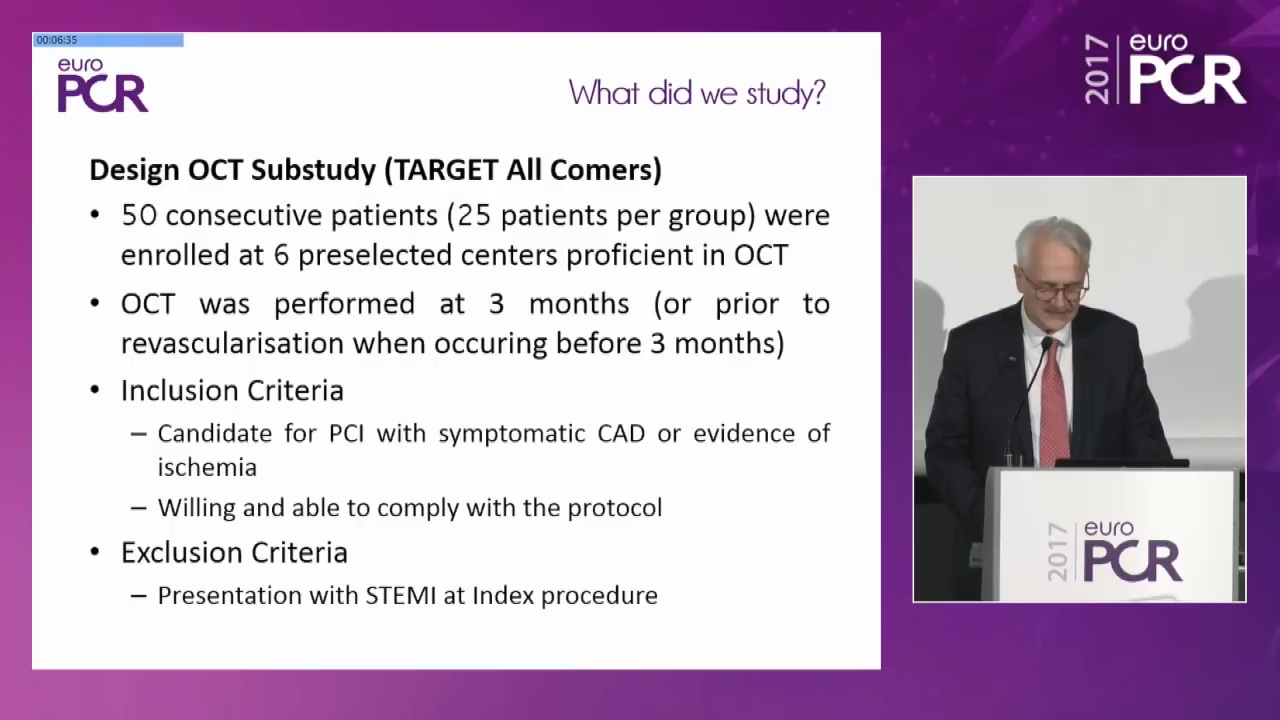 00:06:35
euro
PCR
What did we study?
Design OCT Substudy (TARGET All Comers)
• 50 consecutive patients (25 patients per group) were
enrolled at 6 preselected centers proficient in OCT
• OCT was performed at 3 months (or prior to
revascularisation when occuring before 3 months)
• Inclusion Criteria
– Candidate for PCI with symptomatic CAD or evidence of
ischemia
– Willing and able to comply with the protocol
• Exclusion Criteria
– Presentation with STEMI at Index procedure
2017
euro
PCR
2017
euro
PCR